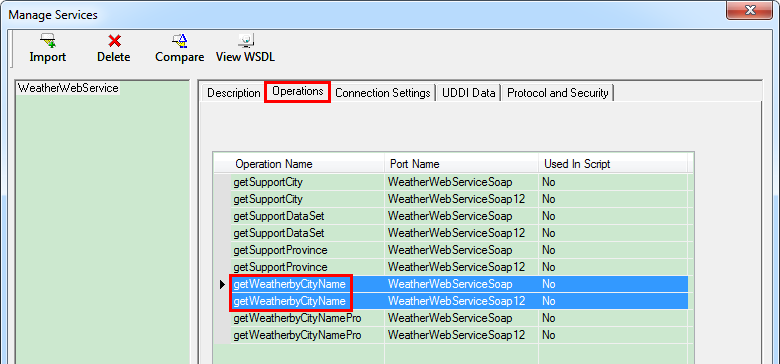 Manage Services
Import Delete Compare View WSDL
WeatherWebService
Description Operations Connection Settings UDDI Data Protocol and Security
Operation Name Port Name Used In Script
getSupportCity WeatherWebServiceSoap No
getSupportCity WeatherWebServiceSoap12 No
getSupportDataSet WeatherWebServiceSoap No
getSupportDataSet WeatherWebServiceSoap12 No
getSupportProvince WeatherWebServiceSoap No
getSupportProvince WeatherWebServiceSoap12 No
getWeatherbyCityName WeatherWebServiceSoap No
getWeatherbyCityName WeatherWebServiceSoap12 No
getWeatherbyCityNamePro WeatherWebServiceSoap No
getWeatherbyCityNamePro WeatherWebServiceSoap12 No